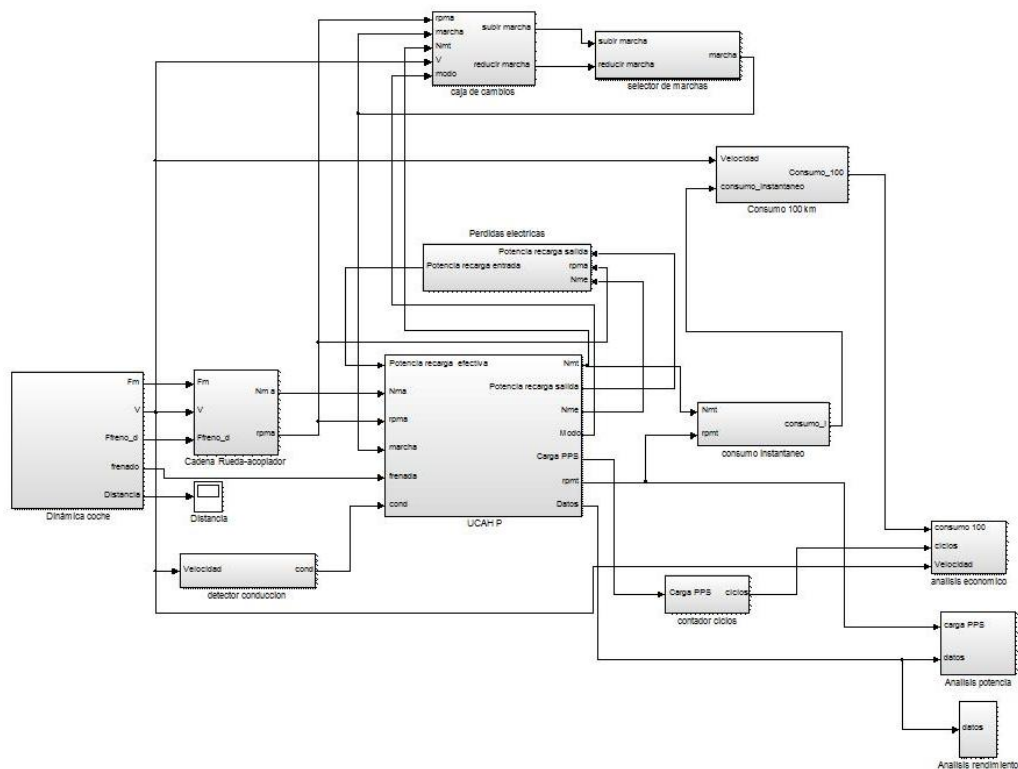 rpma
marcha
Nmt
V
modo
subir marcha
reducir marcha
caja de cambios
subir marcha
reducir marcha
marcha
selector de marchas
Velocidad
consumo_instantaneo
Consumo_100
Consumo 100 km
Perdidas electricas
Potencia recarga salida
Potencia recarga entrada
rpma
Nme
Fm
V
Ffreno_d
frenado
Distancia
Dinámica coche
Fm
V
Ffreno_d
Nm a
rpma
Cadena Rueda-acoplador
Distancia
Velocidad
cond
detector conduccion
Potencia recarga efectiva
Nma
rpma
marcha
frenada
cond
Nmt
Potencia recarga salida
Nme
Modo
Carga PPS
rpmt
Datos
UCAH P
Nmt
rpmt
consumo_i
consumo instantaneo
Carga PPS
ciclos
contador ciclos
consumo 100
ciclos
Velocidad
analisis economico
carga PPS
datos
Analisis potencia
datos
Analisis rendimiento